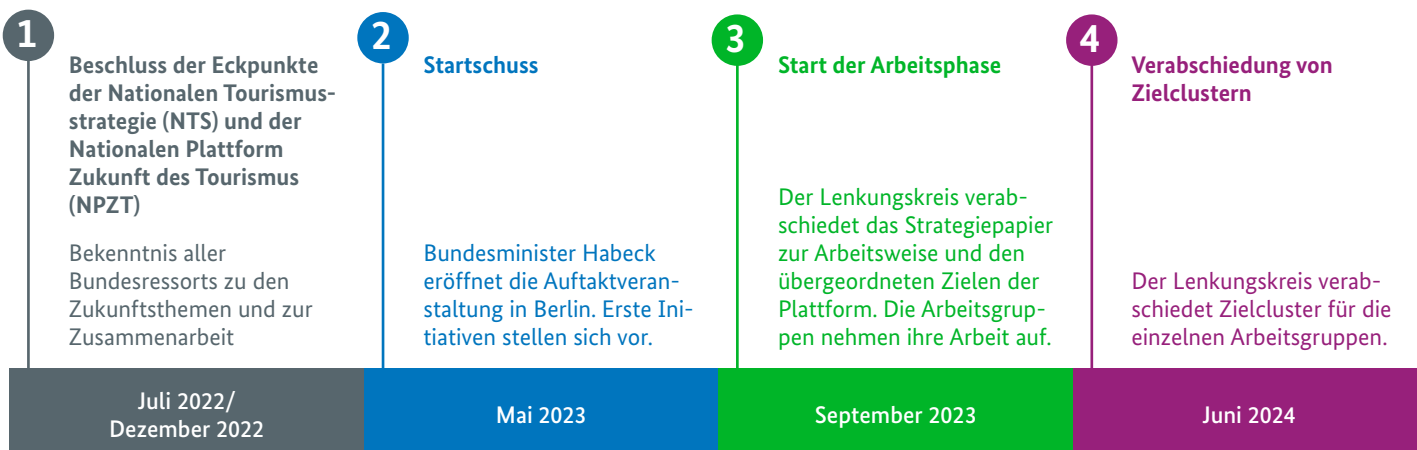 1
Beschluss der Eckpunkte
der Nationalen Tourismus-
strategie (NTS) und der
Nationalen Plattform
Zukunft des Tourismus
(NPZT)
Bekenntnis aller
Bundesressorts zu den
Zukunftsthemen und zur
Zusammenarbeit
Juli 2022/
Dezember 2022
2
Startschuss
Bundesminister Habeck
eröffnet die Auftaktveran-
staltung in Berlin. Erste Ini-
tiativen stellen sich vor.
Mai 2023
3
Start der Arbeitsphase
Der Lenkungskreis verab-
schiedet das Strategiepapier
zur Arbeitsweise und den
übergeordneten Zielen der
Plattform. Die Arbeitsgrup-
pen nehmen ihre Arbeit auf.
September 2023
4
Verabschiedung von
Zielclustern
Der Lenkungskreis verab-
schiedet Zielcluster für die
einzelnen Arbeitsgruppen.
Juni 2024